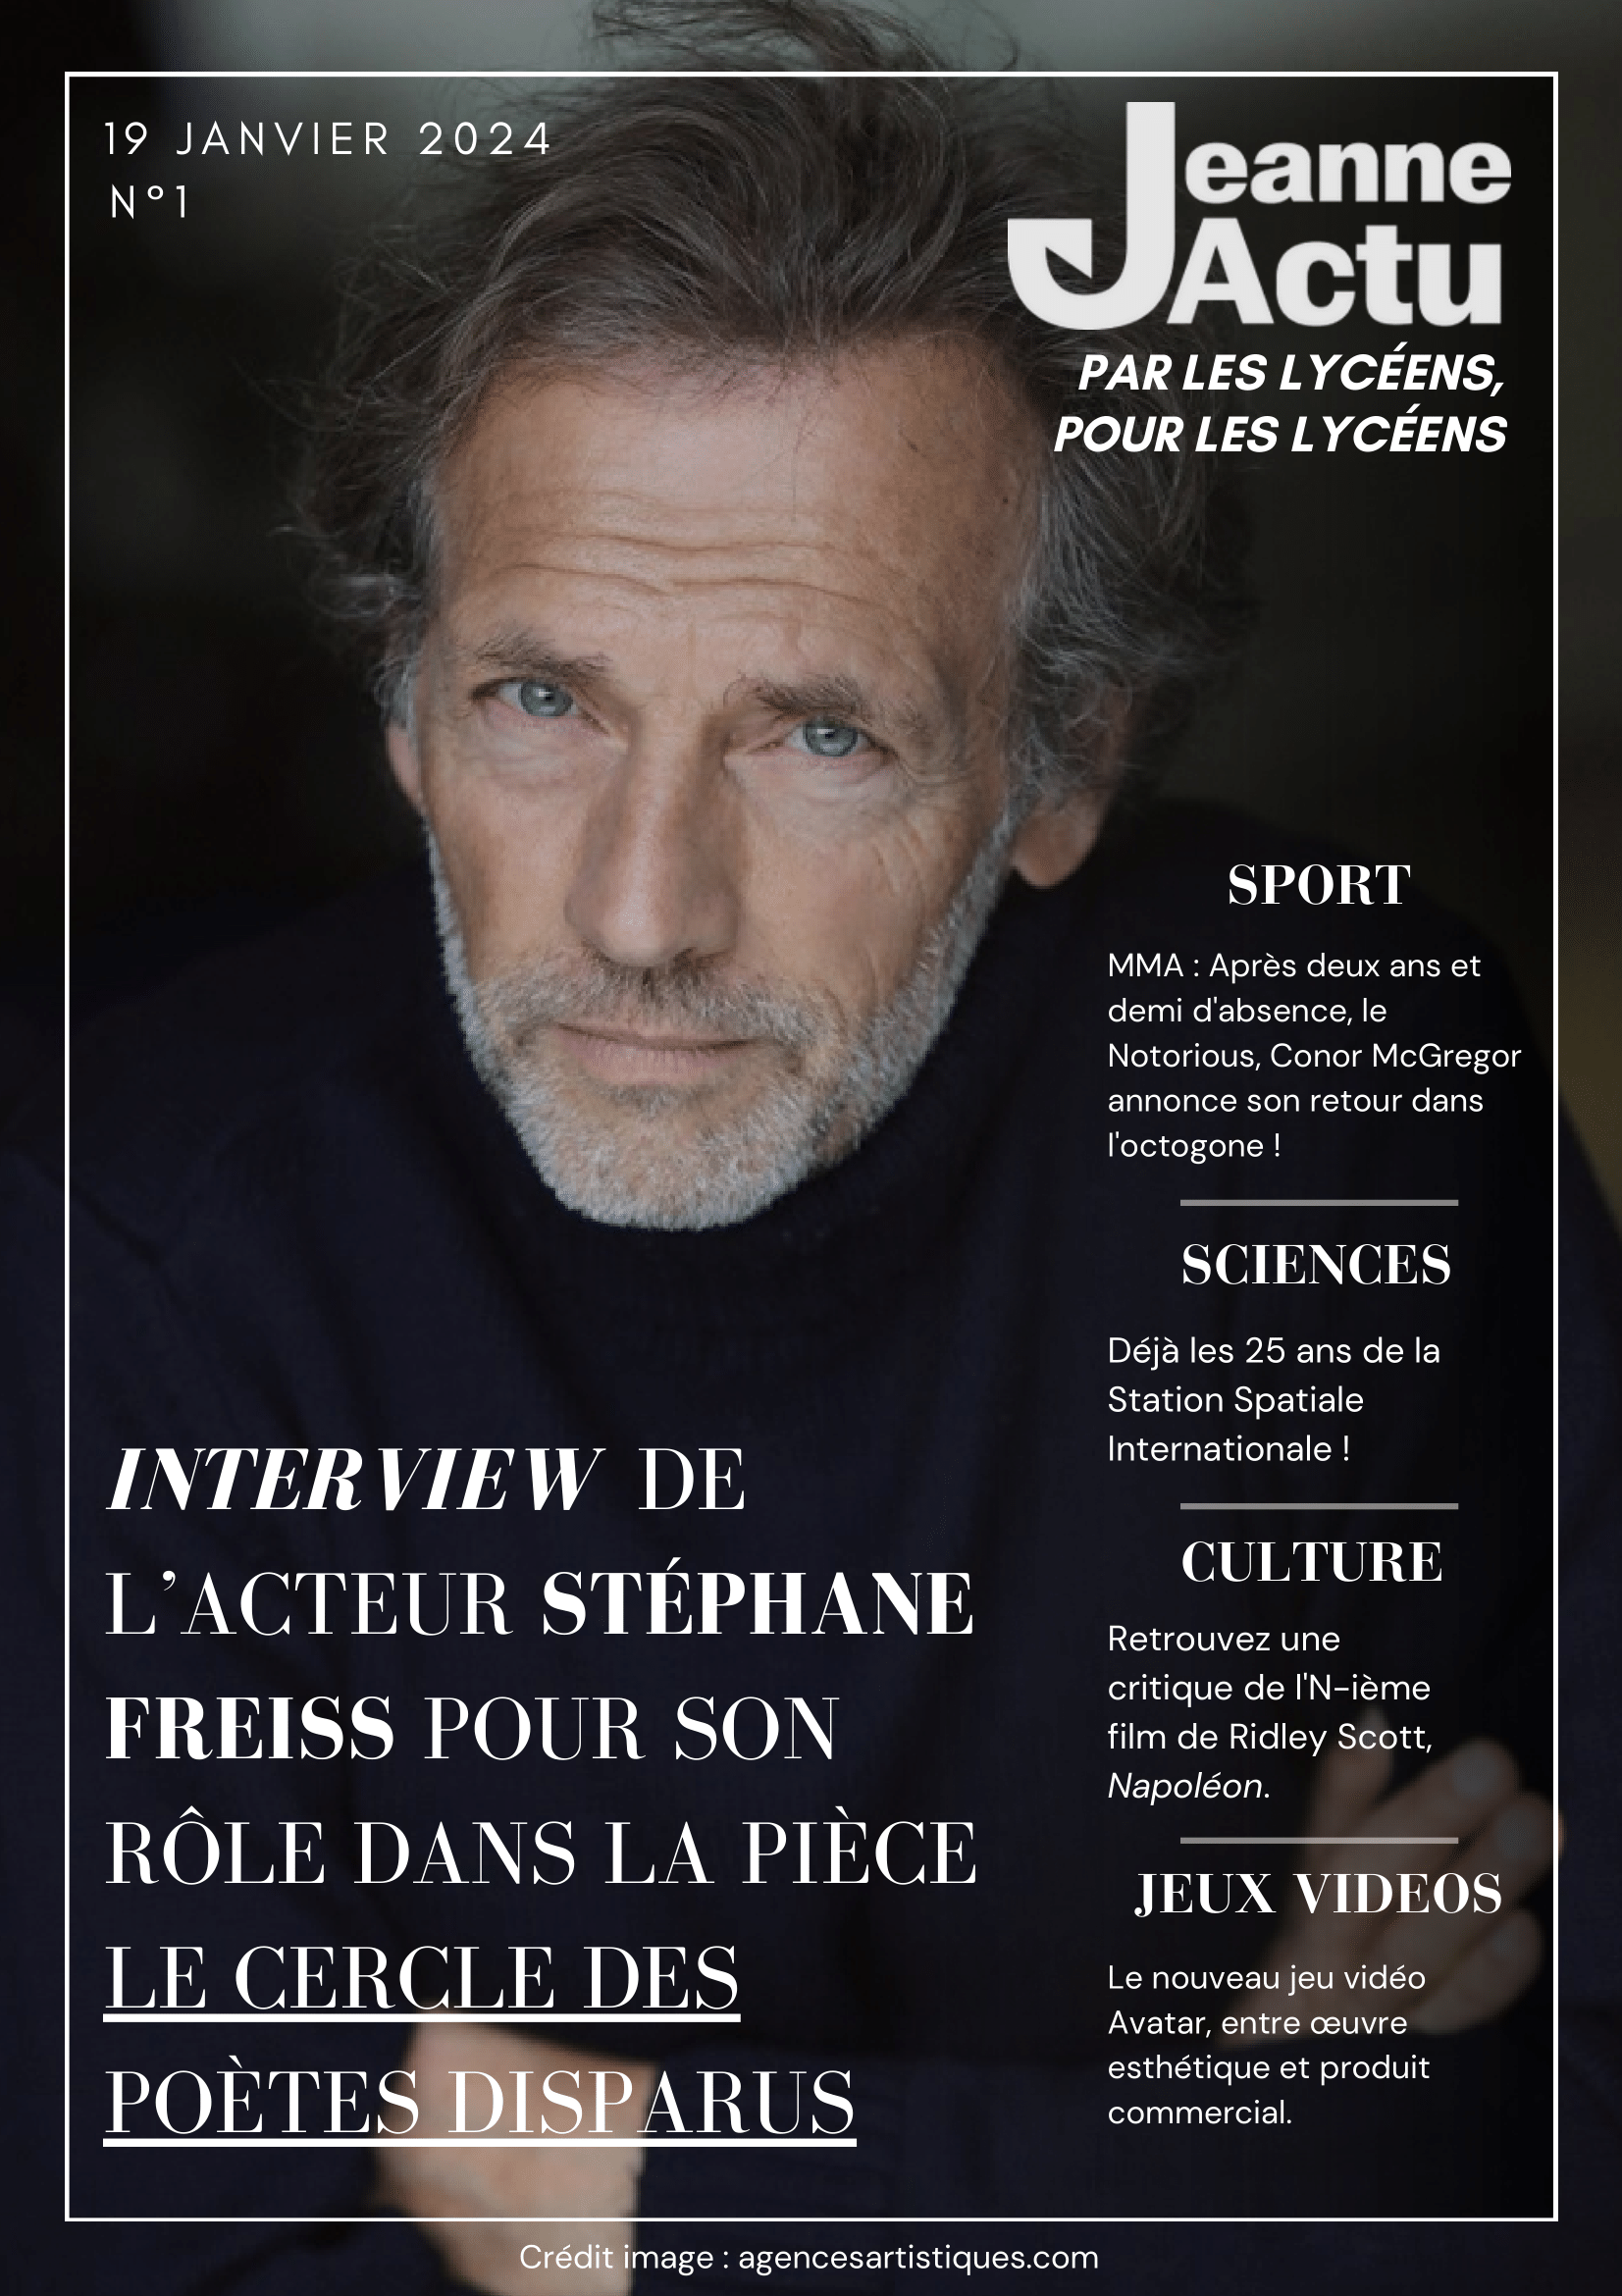 19 JANVIER 2024
N°1
Jeanne
Actu
PAR LES LYCÉENS,
POUR LES LYCÉENS
SPORT
MMA : Après deux ans et
demi d'absence, le
Notorious, Conor McGregor
annonce son retour dans
l'octogone !
SCIENCES
Déjà les 25 ans de la
Station Spatiale
Internationale !
CULTURE
Retrouvez une
critique de l'N-ième
film de Ridley Scott,
Napoléon.
JEUX VIDEOS
Le nouveau jeu vidéo
Avatar, entre œuvre
esthétique et produit
commercial.
INTERVIEW DE
L’ACTEUR STÉPHANE
FREISS POUR SON
RÔLE DANS LA PIÈCE
LE CERCLE DES
POÈTES DISPARUS
Crédit image : agencesartistiques.com